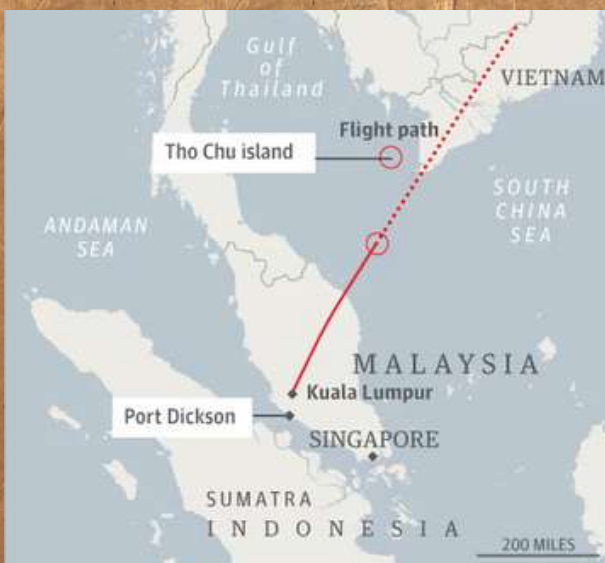 Gulf
of
Thailand
VIETNAM
Flight path
Tho Chu island
SOUTH
CHINA
SEA
ANDAMAN
SEA
MALAYSIA
Kuala Lumpur
Port Dickson
SINGAPORE
SUMATRA
INDONESIA
200 MILES